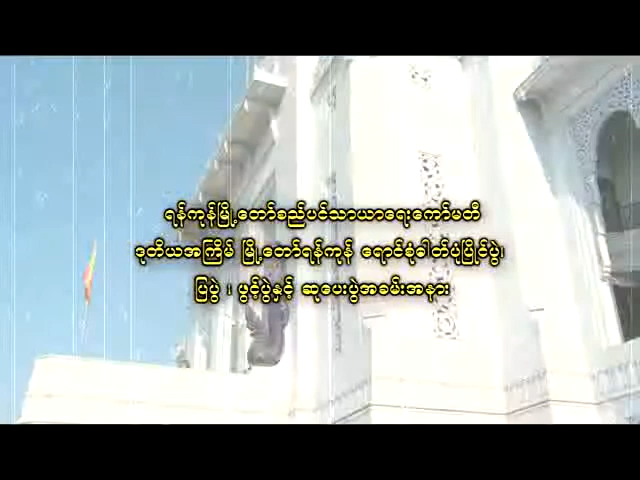 ရန်ကုန်မြို့တော်စည်ပင်သာယာရေးကော်မတီ
ဒုတိယအကြိမ် မြို့တော်ရန်ကုန် ရောင်စုံဓါတ်ပုံပြိုင်ပွဲ၊
ပြပွဲ ၊ ဖွင့်ပွဲနှင့် ဆုပေးပွဲအခမ်းအနား